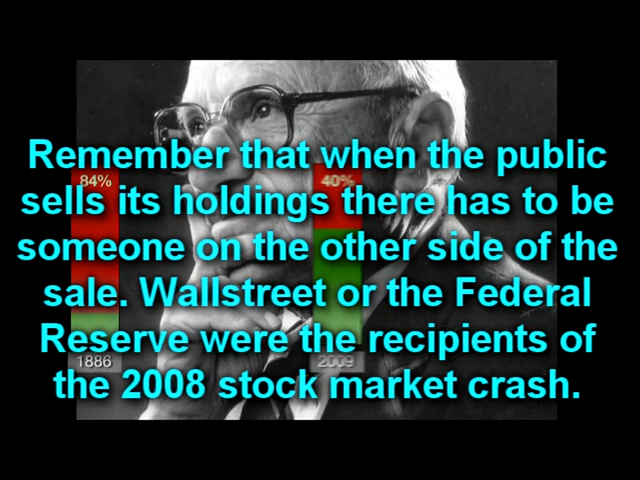 Remember that when the public
84%
40%
sells its holdings there has to be
someone on the other side of the
sale. Wallstreet or the Federal
Reserve were the recipients of
1886
2009
the 2008 stock market crash.